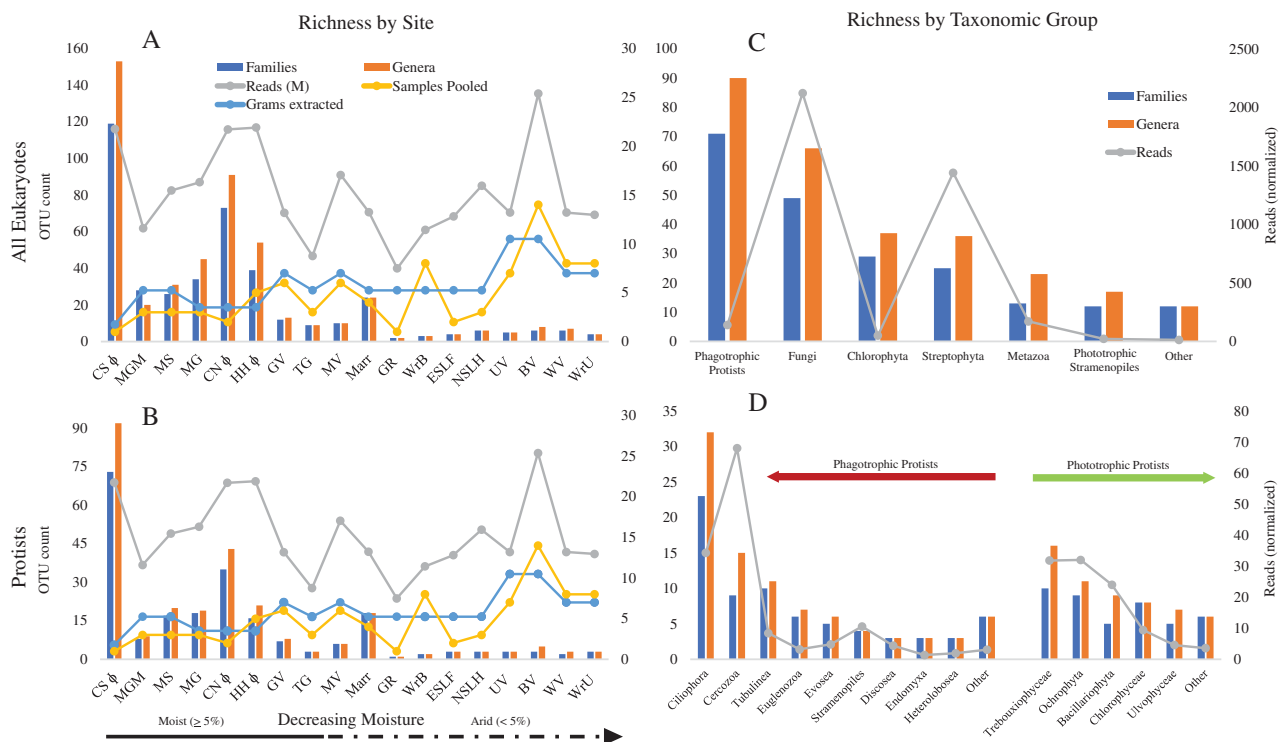 Richness by Site
A
All Eukaryotes
OTU count
160
140
120
100
80
60
40
20
0
30
25
20
15
10
5
0
Families
Genera
Reads (M)
Samples Pooled
Grams extracted
CS ϕ
MGM
MS
MG
CN ϕ
HH ϕ
GV
TG
MV
Marr
GR
WrB
ESLF
NSLH
UV
BV
WV
WrU
Richness by Taxonomic Group
C
100
90
80
70
60
50
40
30
20
10
0
2500
2000
1500
1000
500
0
Reads (normalized)
Families
Genera
Reads
Phagotrophic
Protists
Fungi
Chlorophyta
Streptophyta
Metazoa
Phototrophic
Stramenopiles
Other
B
Protists
OTU count
90
75
60
45
30
15
0
30
25
20
15
10
5
0
CS ϕ
MGM
MS
MG
CN ϕ
HH ϕ
GV
TG
MV
Marr
GR
WrB
ESLF
NSLH
UV
BV
WV
WrU
Moist (≥ 5%)
Decreasing Moisture
Arid (< 5%)
D
35
30
25
20
15
10
5
0
80
70
60
50
40
30
20
10
0
Reads (normalized)
Phagotrophic Protists
Phototrophic Protists
Ciliophora
Cercozoa
Tubulinea
Euglenozoa
Evosea
Stramenopiles
Discosea
Endomyxa
Heterolobosea
Other
Trebouxiophyceae
Ochrophyta
Bacillariophyta
Chlorophyceae
Ulvophyceae
Other